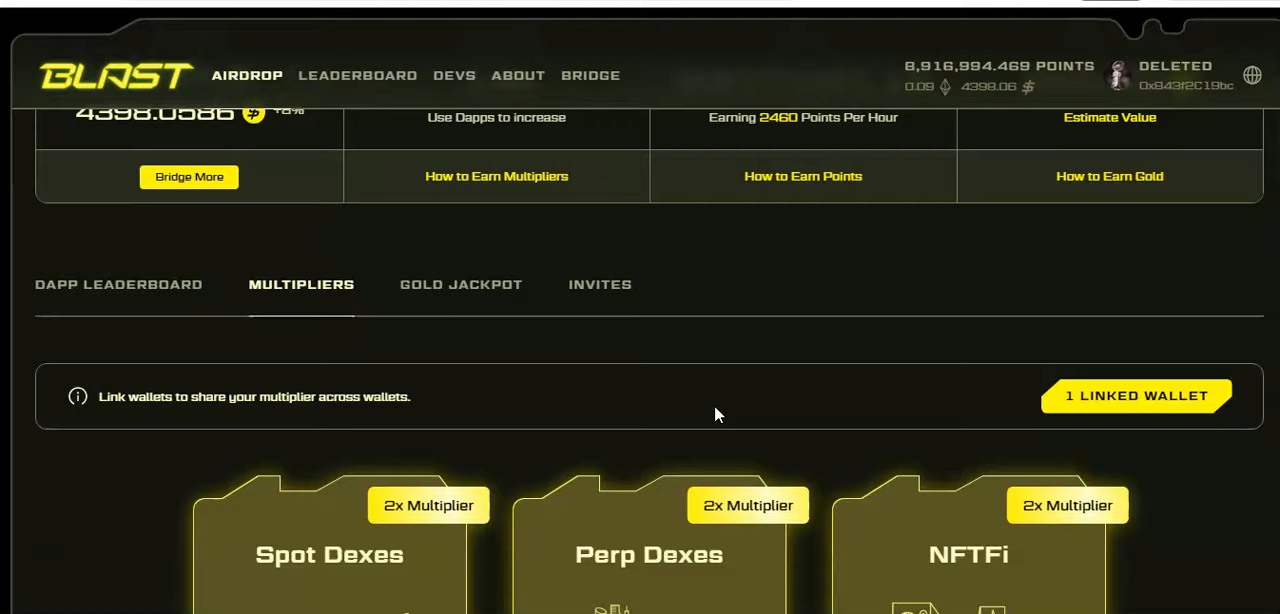 BLAST AIRDROP LEADERBOARD DEVS ABOUT BRIDGE
8,916,994.469 POINTS DELETED
0.09 4398.06 $ 0x843f2C19bc
4398.0586 $ +8%
Use Dapps to increase
Earning 2460 Points Per Hour
Estimate Value
Bridge More
How to Earn Multipliers
How to Earn Points
How to Earn Gold
DAPP LEADERBOARD MULTIPLIERS GOLD JACKPOT INVITES
Link wallets to share your multiplier across wallets.
1 LINKED WALLET
2x Multiplier 2x Multiplier 2x Multiplier
Spot Dexes Perp Dexes NFTFi